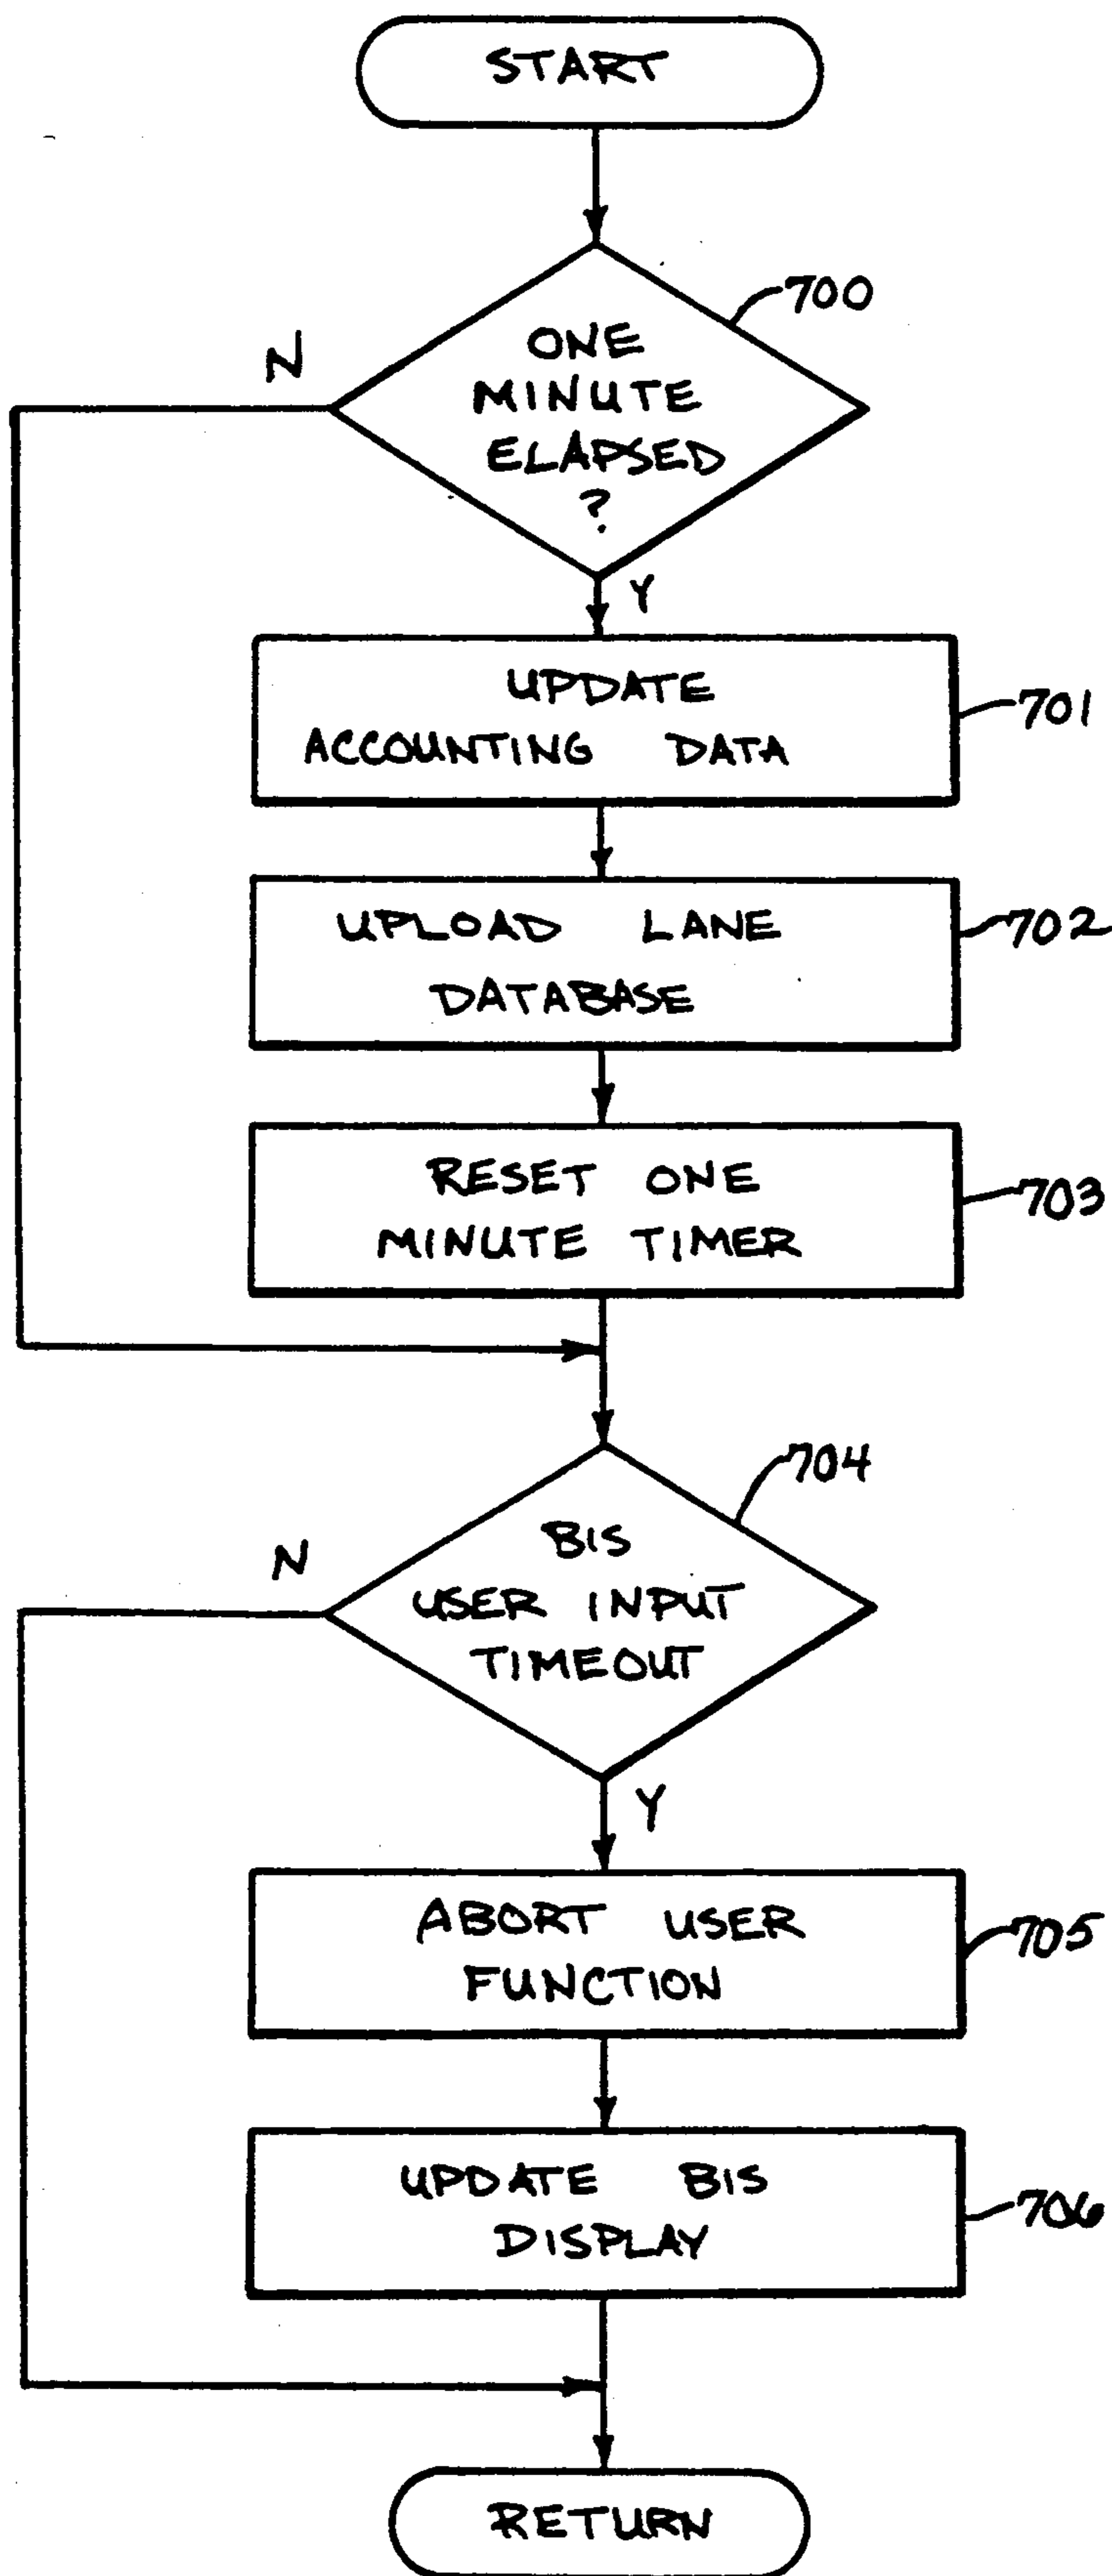 START
700
N
ONE
MINUTE
ELAPSED
?
Y
UPDATE
ACCOUNTING DATA
701
UPLOAD LANE
DATABASE
702
RESET ONE
MINUTE TIMER
703
704
N
BIS
USER INPUT
TIMEOUT
Y
ABORT USER
FUNCTION
705
UPDATE BIS
DISPLAY
706
RETURN